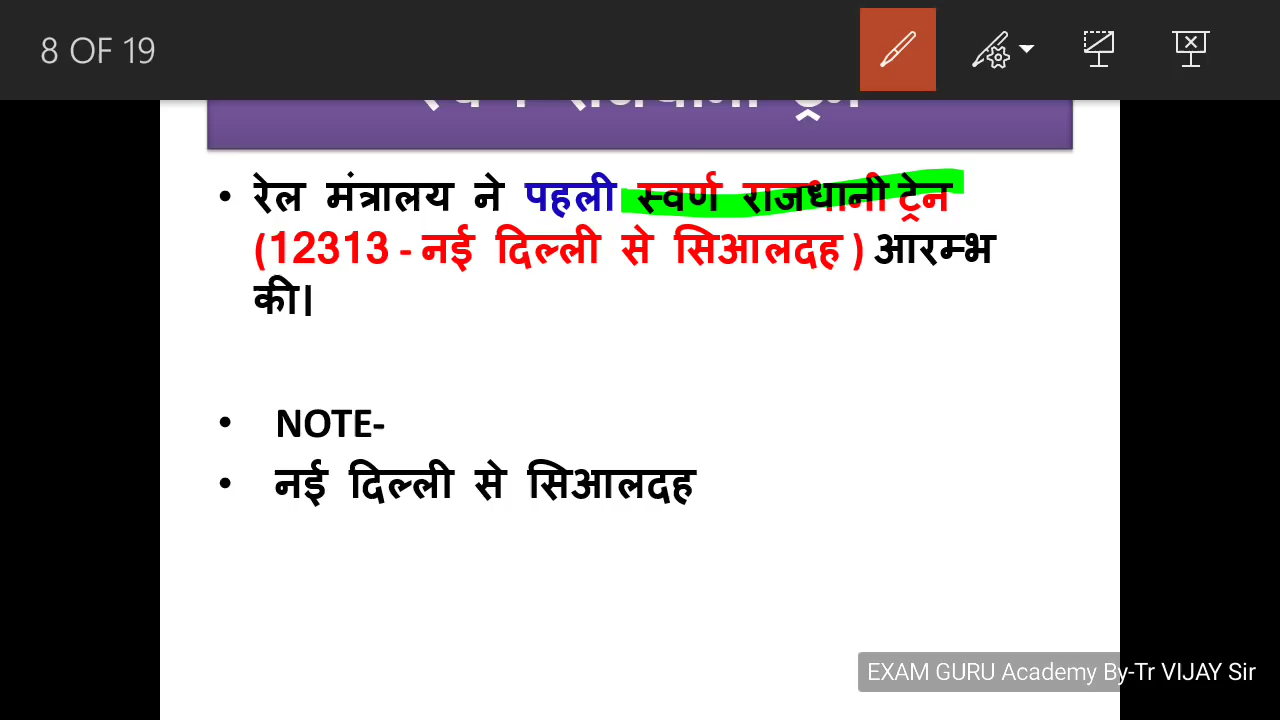 8 OF 19
रेल मंत्रालय ने पहली स्वर्ण राजधानी ट्रेन
(12313 - नई दिल्ली से सिआलदह ) आरम्भ
की।
NOTE-
नई दिल्ली से सिआलदह
EXAM GURU Academy By-Tr VIJAY Sir